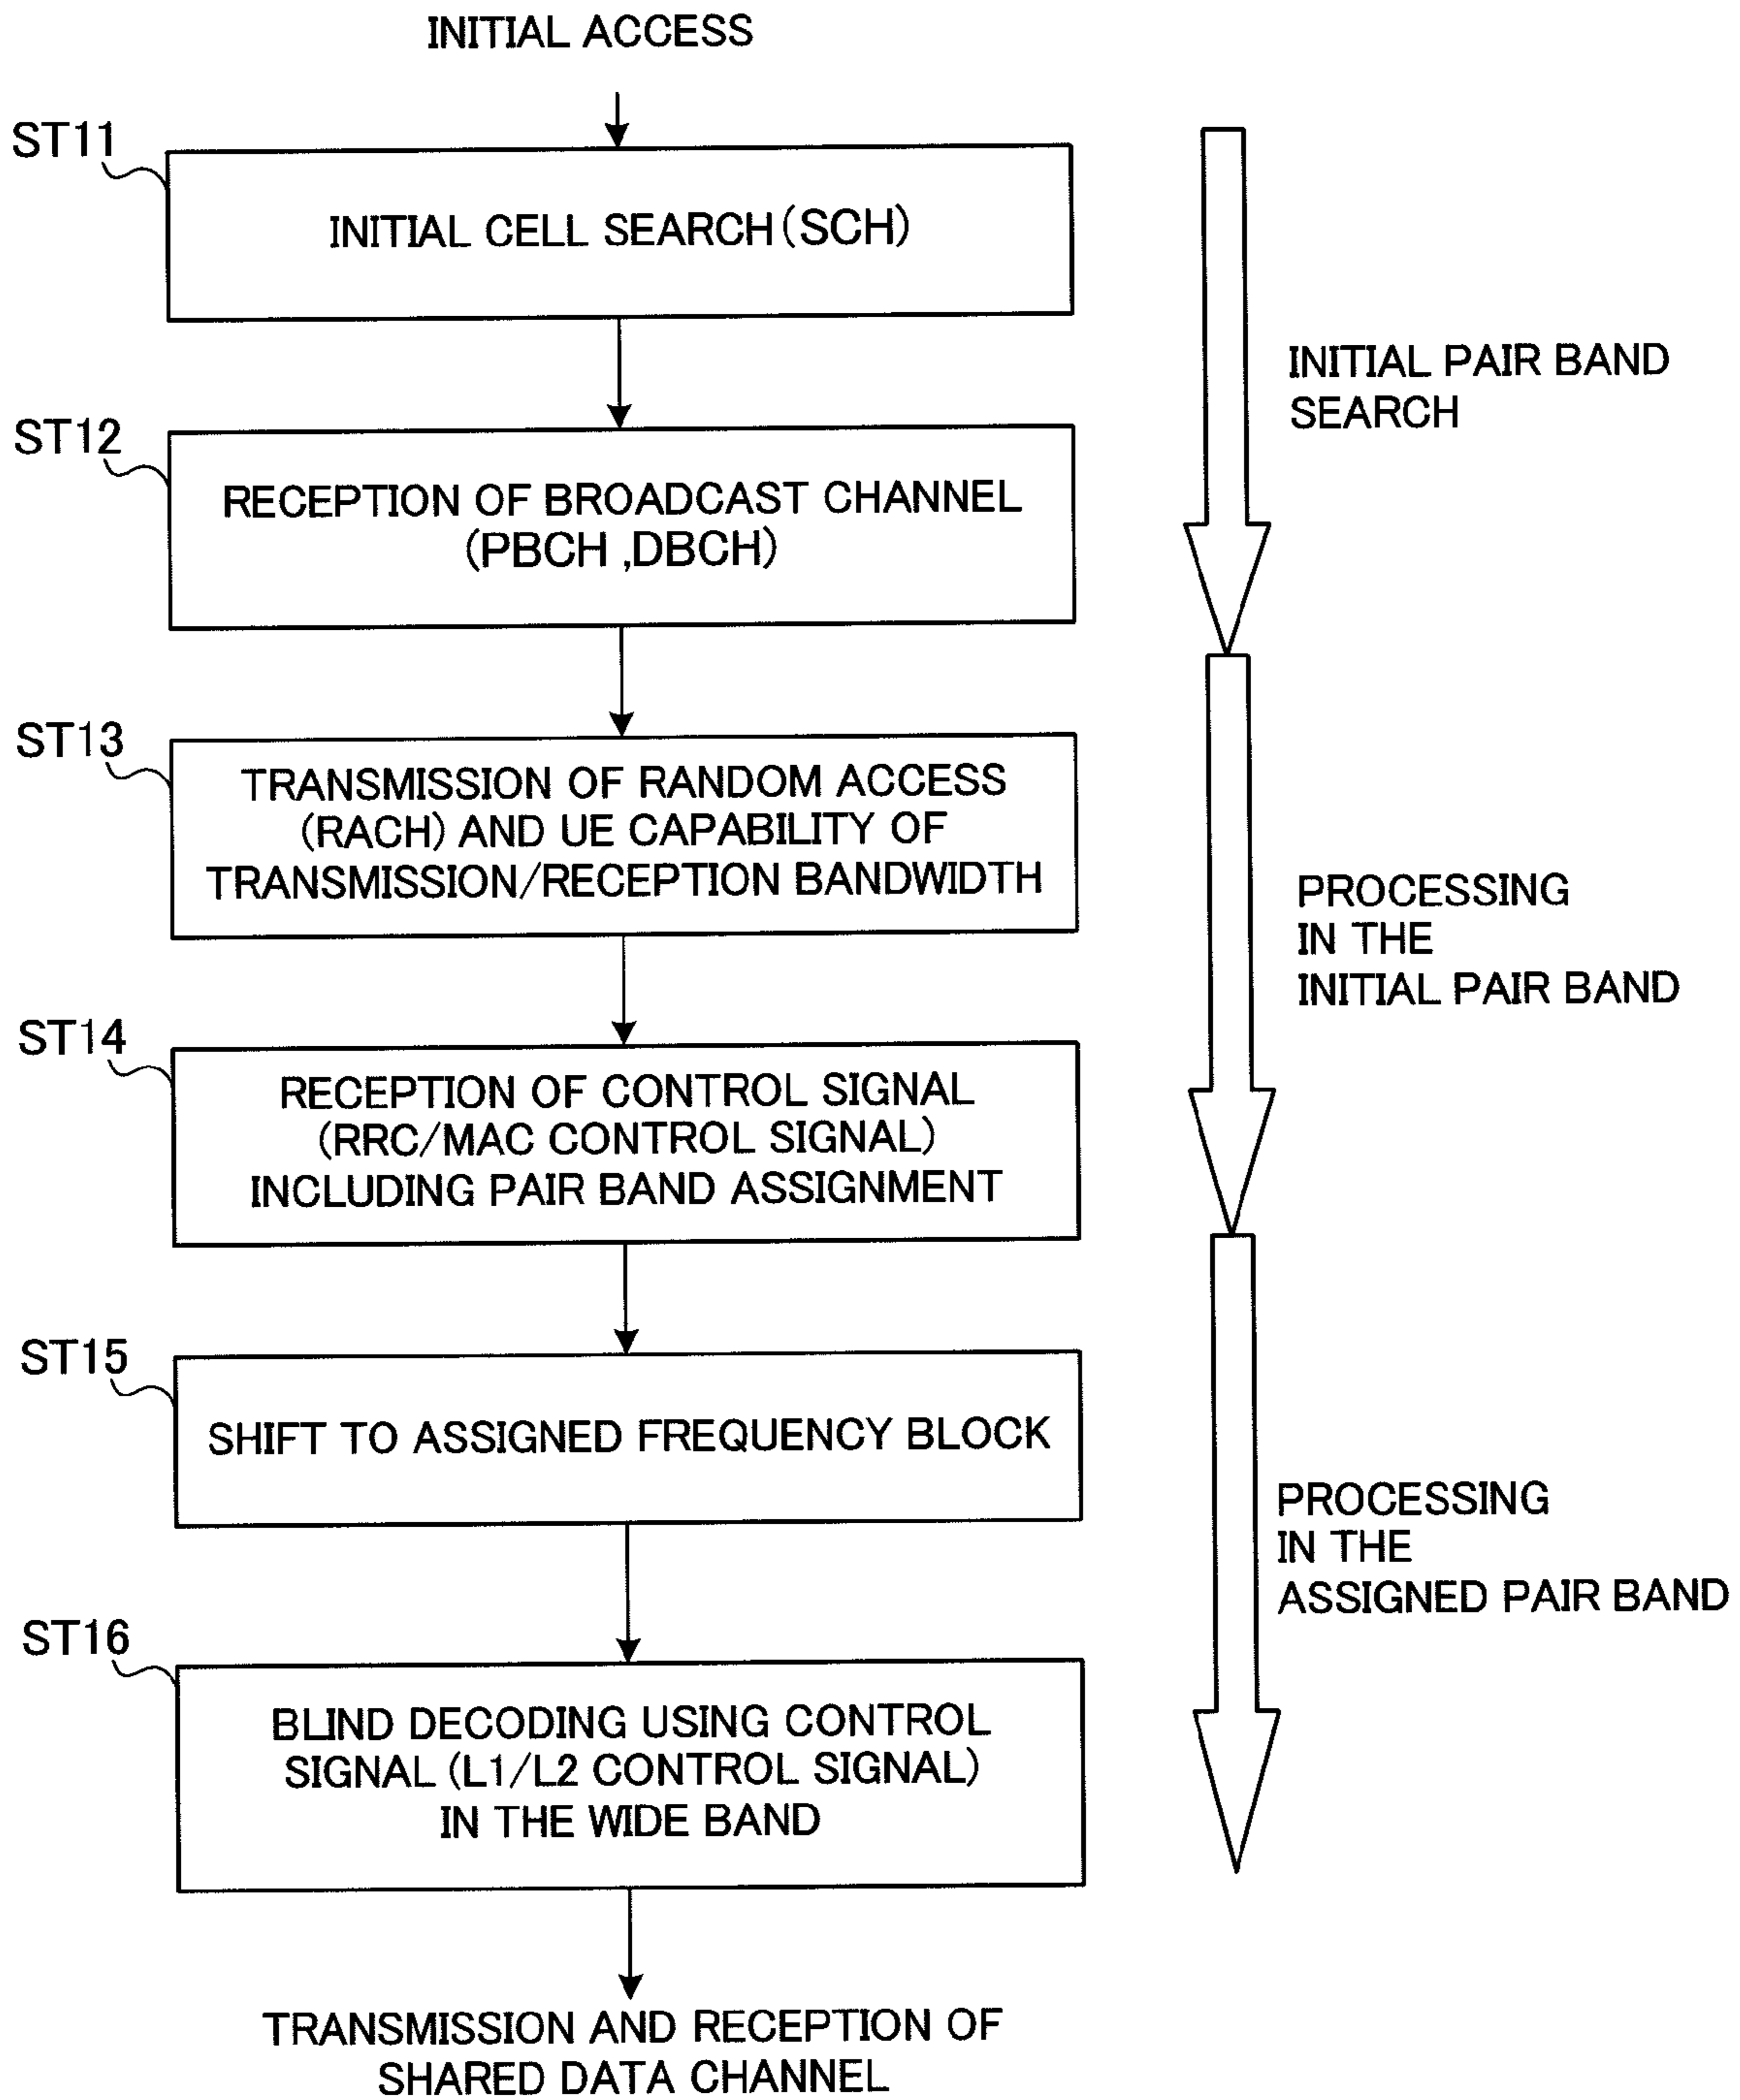 INITIAL ACCESS
ST11
INITIAL CELL SEARCH (SCH)
INITIAL PAIR BAND
SEARCH
ST12
RECEPTION OF BROADCAST CHANNEL
(PBCH ,DBCH)
ST13
TRANSMISSION OF RANDOM ACCESS
(RACH) AND UE CAPABILITY OF
TRANSMISSION/RECEPTION BANDWIDTH
PROCESSING
IN THE
INITIAL PAIR BAND
ST14
RECEPTION OF CONTROL SIGNAL
(RRC/MAC CONTROL SIGNAL)
INCLUDING PAIR BAND ASSIGNMENT
ST15
SHIFT TO ASSIGNED FREQUENCY BLOCK
PROCESSING
IN THE
ASSIGNED PAIR BAND
ST16
BLIND DECODING USING CONTROL
SIGNAL (L1/L2 CONTROL SIGNAL)
IN THE WIDE BAND
TRANSMISSION AND RECEPTION OF
SHARED DATA CHANNEL